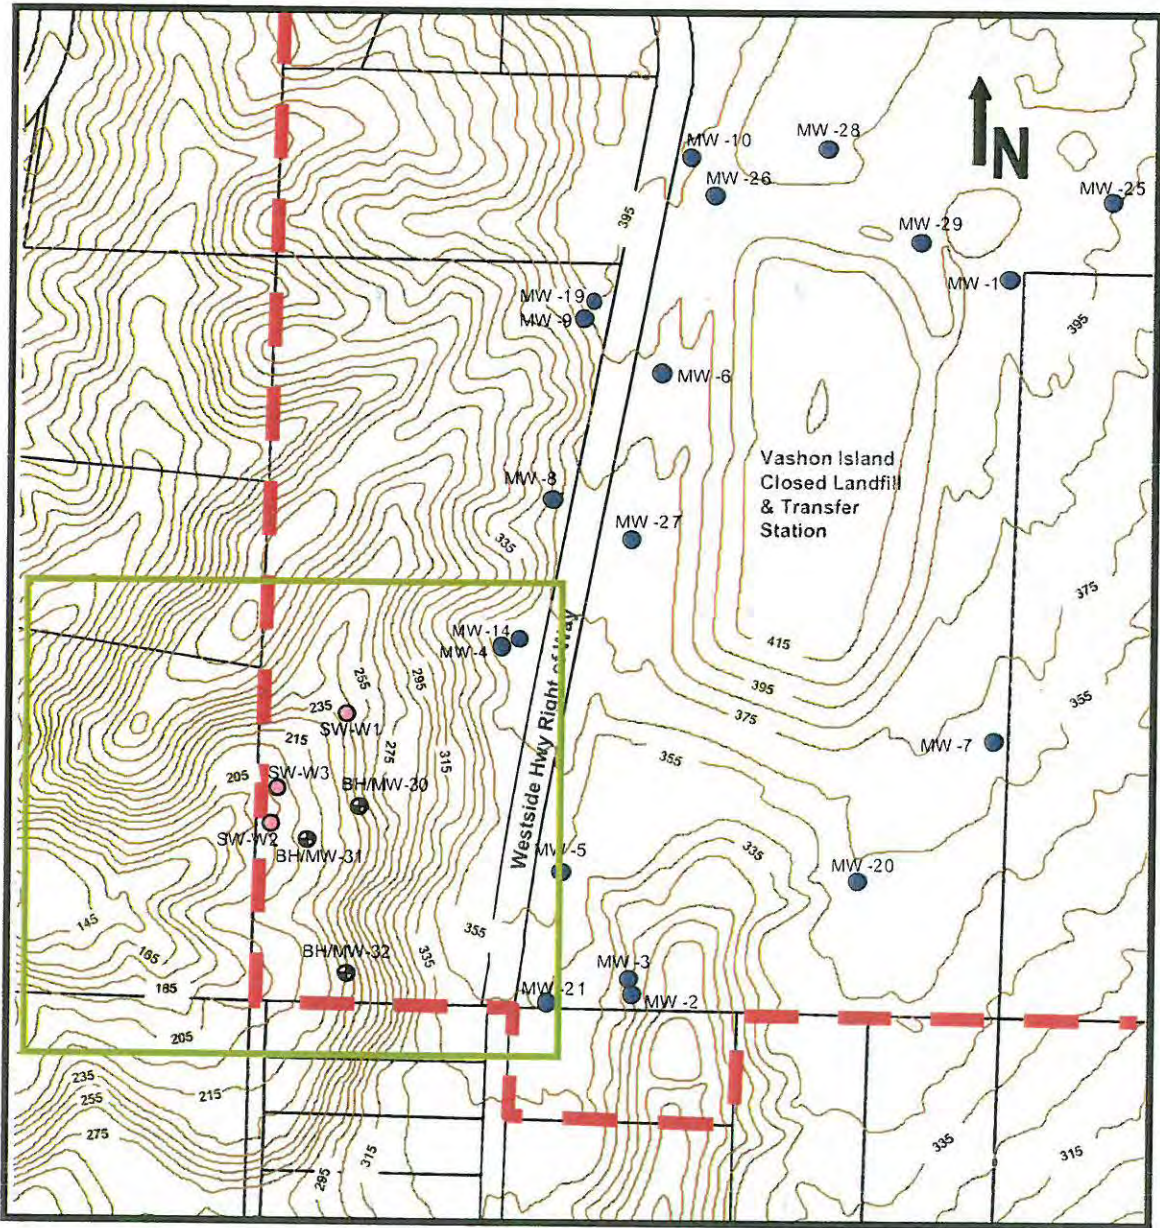 MW -10
MW -28
N
MW -26
MW -25
395
MW -29
MW -1
MW -19
MW -9
395
MW -6
Vashon Island
Closed Landfill
& Transfer
Station
MW -8
MW -27
335
375
Westside Hwy Right of Way
MW -14
MW -4
415
255
295
395
355
235
SW-W1
375
215
275
315
MW -7
355
205
SW-W3
BH/MW-30
SW-W2
BH/MW-31
MW -5
335
MW -20
145
165
185
355
BH/MW-32
335
MW -3
MW -21
MW -2
205
235
215
255
275
295
315
335
315